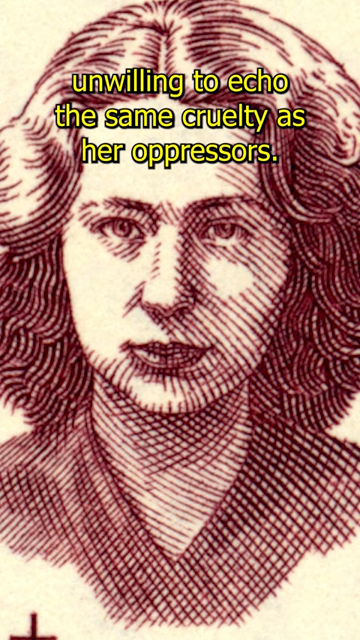 unwilling to echo
the same cruelty as
her oppressors.